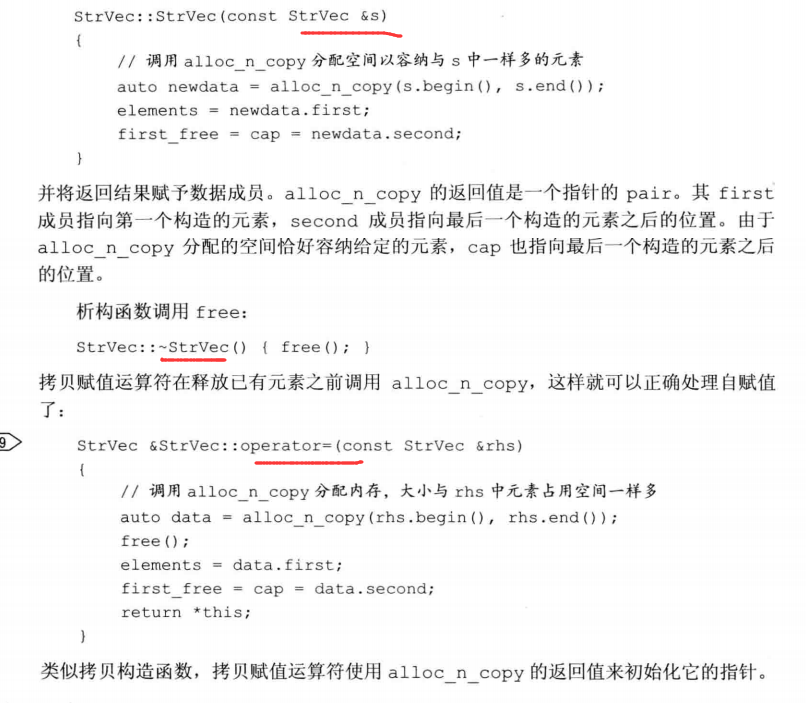 StrVec::StrVec(const StrVec &s)
{
// 调用 alloc_n_copy 分配空间以容纳与 s 中一样多的元素
auto newdata = alloc_n_copy(s.begin(), s.end());
elements = newdata.first;
first_free = cap = newdata.second;
}
并将返回结果赋予数据成员。alloc_n_copy 的返回值是一个指针的 pair。其 first
成员指向第一个构造的元素，second 成员指向最后一个构造的元素之后的位置。由于
alloc_n_copy 分配的空间恰好容纳给定的元素，cap 也指向最后一个构造的元素之后
的位置。
析构函数调用 free：
StrVec::~StrVec() { free(); }
拷贝赋值运算符在释放已有元素之前调用 alloc_n_copy，这样就可以正确处理自赋值
了：
9
StrVec &StrVec::operator=(const StrVec &rhs)
{
// 调用 alloc_n_copy 分配内存，大小与 rhs 中元素占用空间一样多
auto data = alloc_n_copy(rhs.begin(), rhs.end());
free();
elements = data.first;
first_free = cap = data.second;
return *this;
}
类似拷贝构造函数，拷贝赋值运算符使用 alloc_n_copy 的返回值来初始化它的指针。